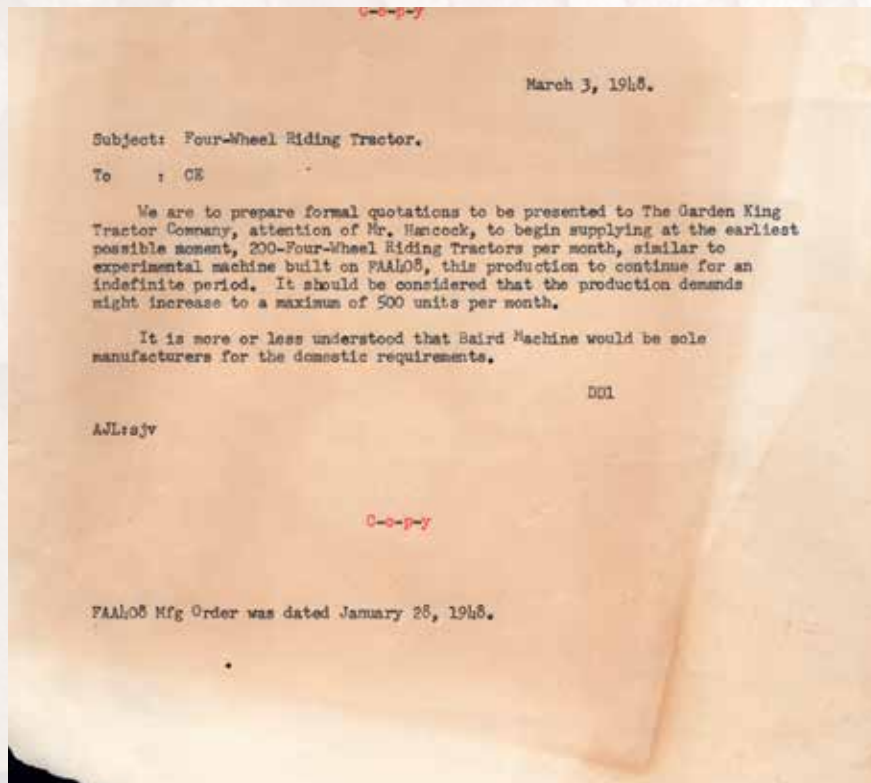 C-o-p-y
March 3, 1948.
Subject: Four-Wheel Riding Tractor.
To : CE
We are to prepare formal quotations to be presented to The Garden King
Tractor Company, attention of Mr. Hancock, to begin supplying at the earliest
possible moment, 200-Four-Wheel Riding Tractors per month, similar to
experimental machine built on FAA408, this production to continue for an
indefinite period. It should be considered that the production demands
might increase to a maximum of 500 units per month.
It is more or less understood that Baird Machine would be sole
manufacturers for the domestic requirements.
DD1
AJL:sjv
C-o-p-y
FAA408 Mfg Order was dated January 28, 1948.